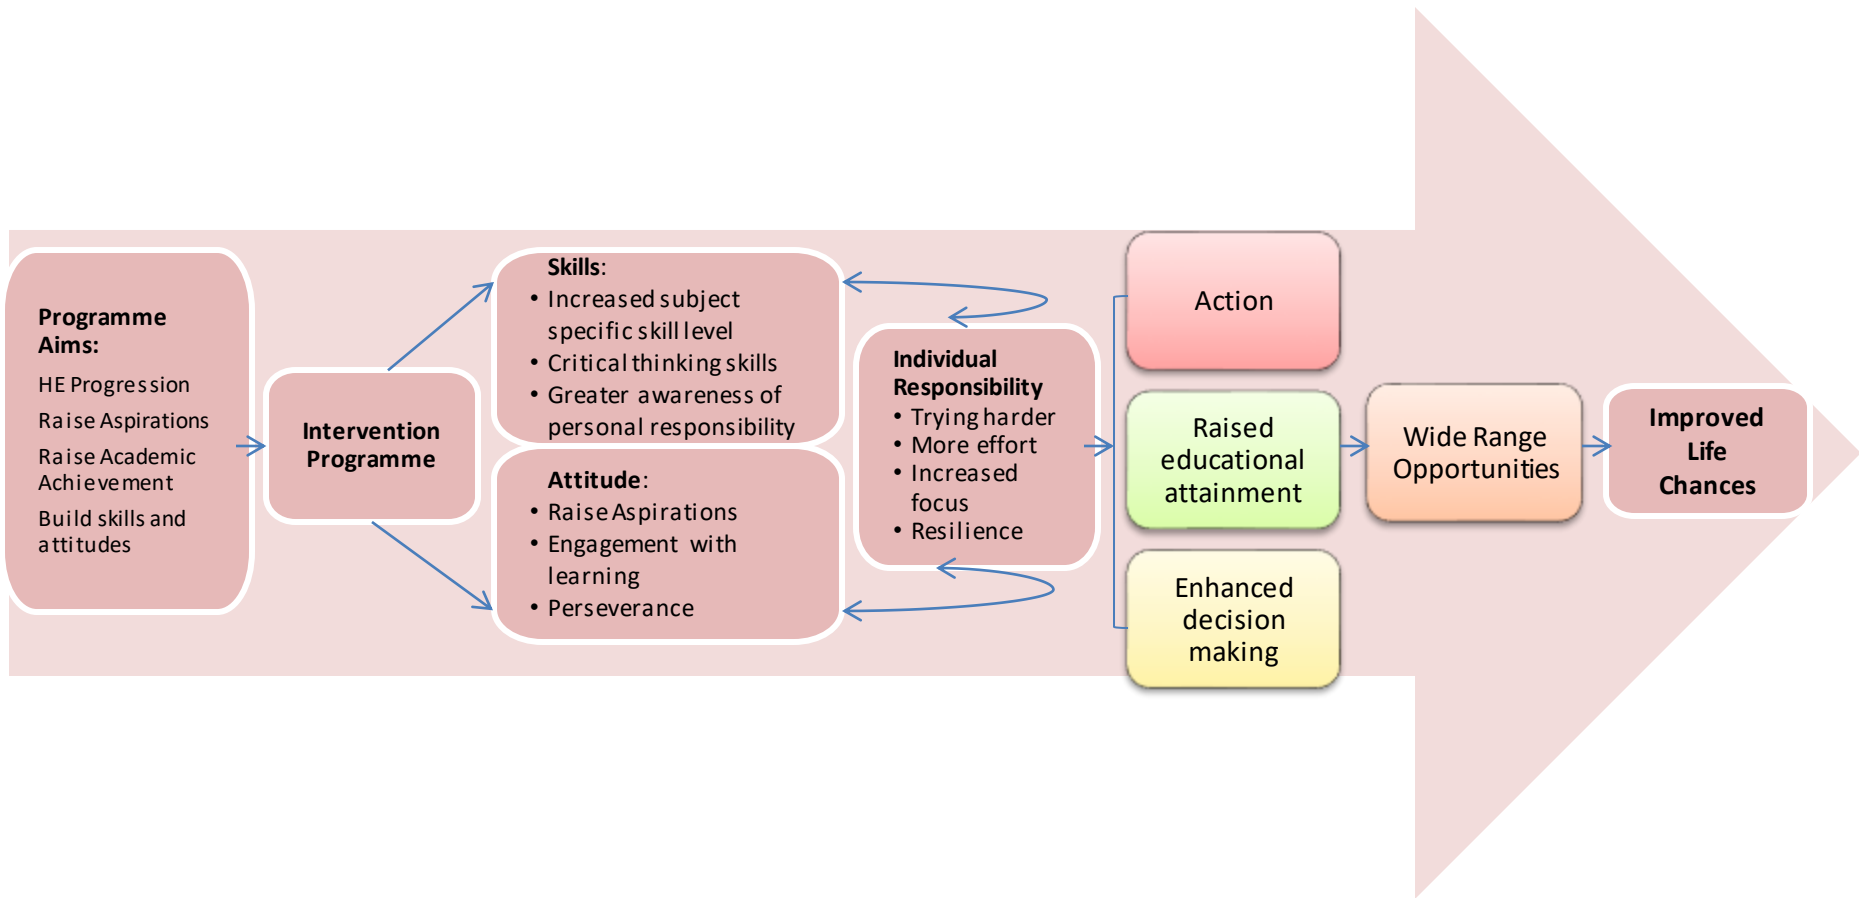 Programme
Aims:
HE Progression
Raise Aspirations
Raise Academic
Achievement
Build skills and
attitudes
Intervention
Programme
Skills:
• Increased subject
specific skill level
• Critical thinking skills
• Greater awareness of
personal responsibility
Attitude:
• Raise Aspirations
• Engagement with
learning
• Perseverance
Individual
Responsibility
• Trying harder
• More effort
• Increased
focus
• Resilience
Action
Raised
educational
attainment
Enhanced
decision
making
Wide Range
Opportunities
Improved
Life
Chances